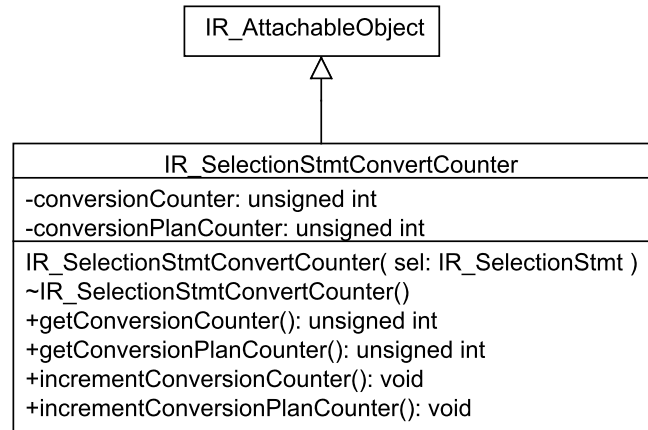 IR_AttachableObject
IR_SelectionStmtConvertCounter
-conversionCounter: unsigned int
-conversionPlanCounter: unsigned int
IR_SelectionStmtConvertCounter( sel: IR_SelectionStmt )
~IR_SelectionStmtConvertCounter()
+getConversionCounter(): unsigned int
+getConversionPlanCounter(): unsigned int
+incrementConversionCounter(): void
+incrementConversionPlanCounter(): void